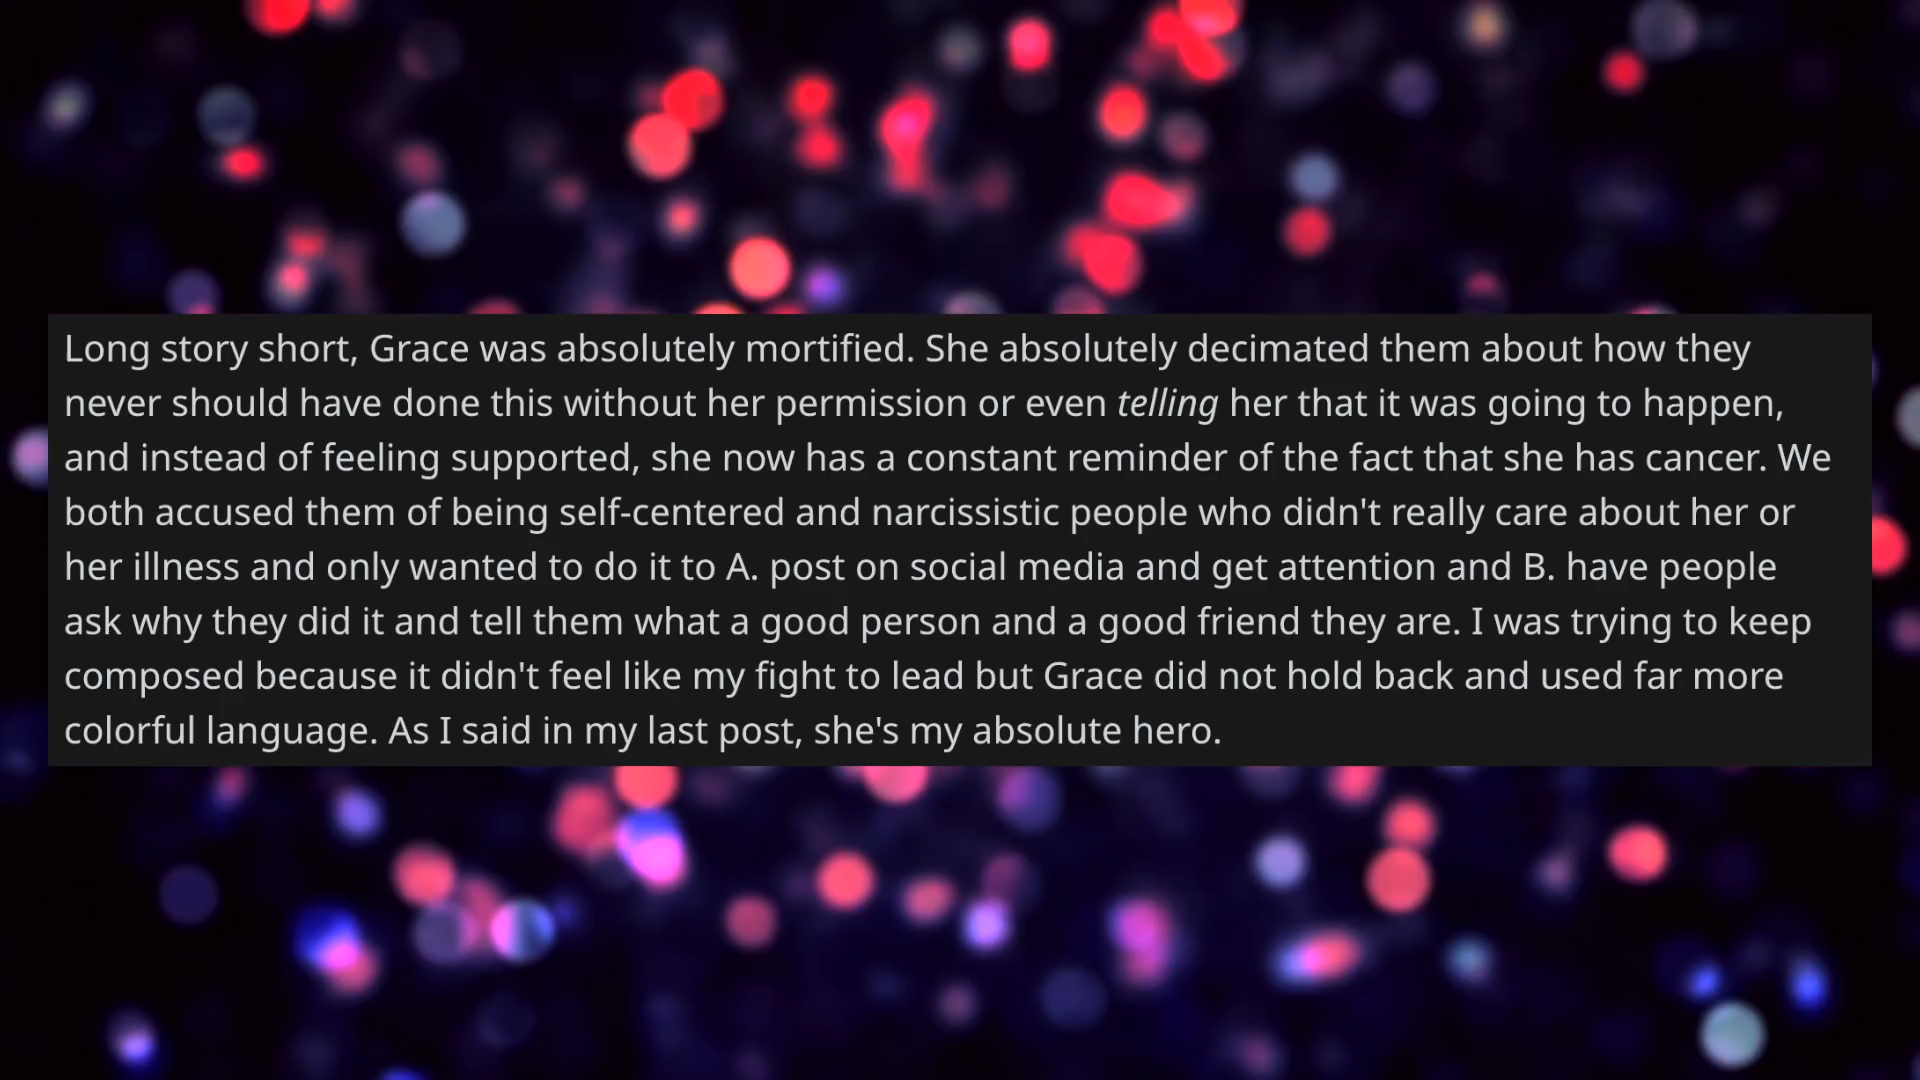 Long story short, Grace was absolutely mortified. She absolutely decimated them about how they
never should have done this without her permission or even telling her that it was going to happen,
and instead of feeling supported, she now has a constant reminder of the fact that she has cancer. We
both accused them of being self-centered and narcissistic people who didn't really care about her or
her illness and only wanted to do it to A. post on social media and get attention and B. have people
ask why they did it and tell them what a good person and a good friend they are. I was trying to keep
composed because it didn't feel like my fight to lead but Grace did not hold back and used far more
colorful language. As I said in my last post, she's my absolute hero.